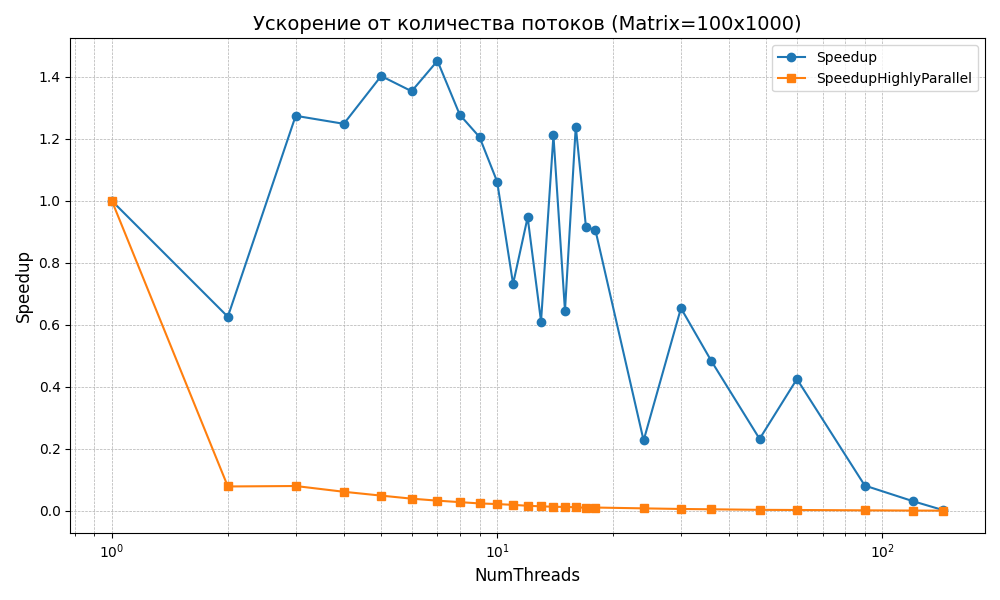 Ускорение от количества потоков (Matrix=100x1000)
Speedup
SpeedupHighlyParallel
Speedup
1.4
1.2
1.0
0.8
0.6
0.4
0.2
0.0
10⁰ 10¹ 10²
NumThreads